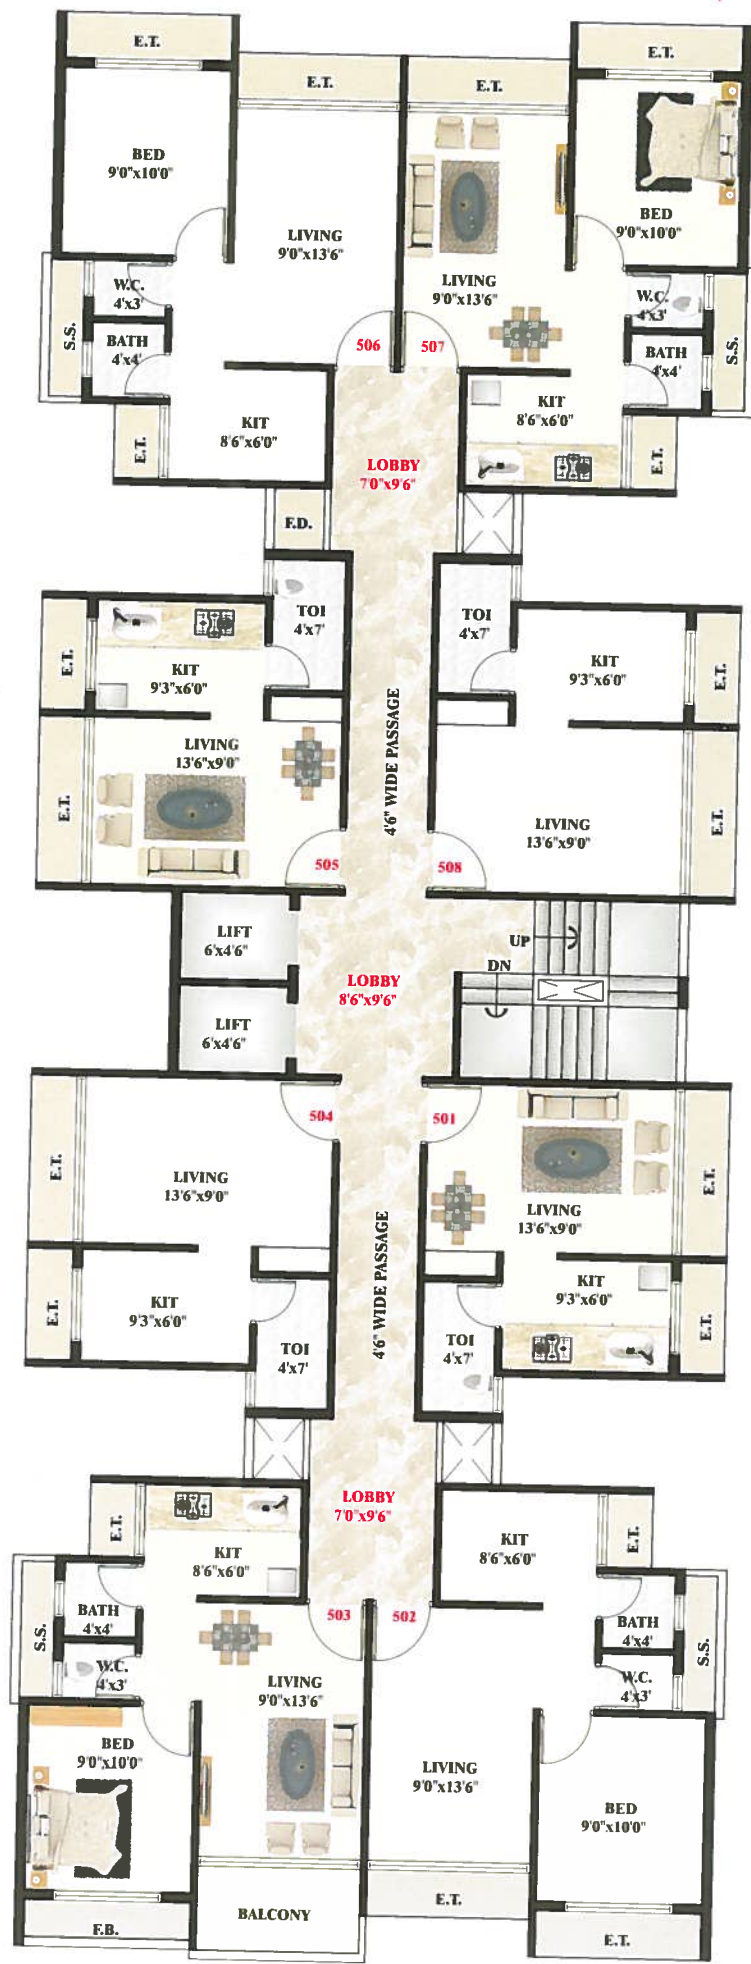 E.T.
E.T.
E.T.
E.T.
BED
9'0"x10'0"
LIVING
9'0"x13'6"
BED
9'0"x10'0"
LIVING
9'0"x13'6"
W.C.
4'x3'
S.S.
BATH
4'x4'
506
507
W.C.
4'x3'
S.S.
BATH
4'x4'
KIT
8'6"x6'0"
E.T.
KIT
8'6"x6'0"
E.T.
LOBBY
7'0"x9'6"
F.D.
TOI
4'x7'
TOI
4'x7'
KIT
9'3"x6'0"
E.T.
KIT
9'3"x6'0"
E.T.
LIVING
13'6"x9'0"
E.T.
4'6" WIDE PASSAGE
LIVING
13'6"x9'0"
E.T.
505
508
LIFT
6'x4'6"
UP
DN
LOBBY
8'6"x9'6"
LIFT
6'x4'6"
504
501
E.T.
LIVING
13'6"x9'0"
LIVING
13'6"x9'0"
E.T.
4'6" WIDE PASSAGE
E.T.
KIT
9'3"x6'0"
KIT
9'3"x6'0"
E.T.
TOI
4'x7'
TOI
4'x7'
LOBBY
7'0"x9'6"
E.T.
KIT
8'6"x6'0"
KIT
8'6"x6'0"
E.T.
503
502
S.S.
BATH
4'x4'
W.C.
4'x3'
BATH
4'x4'
W.C.
4'x3'
S.S.
LIVING
9'0"x13'6"
BED
9'0"x10'0"
LIVING
9'0"x13'6"
BED
9'0"x10'0"
F.B.
BALCONY
E.T.
E.T.